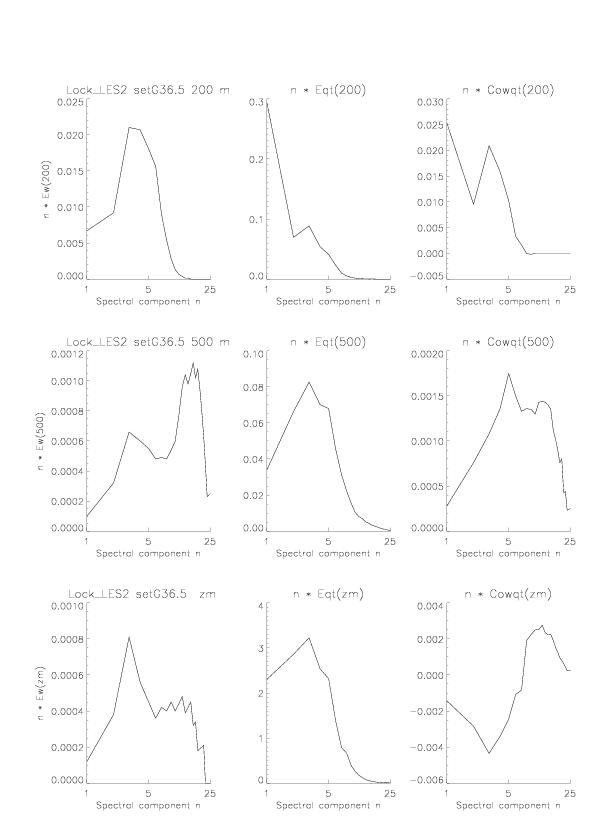 Lock_LES2 setG36.5 200 m
n * Eqt(200)
n * Cowqt(200)
0.025
0.020
0.015
0.010
0.005
0.000
n * Ew(200)
1 5 25
Spectral component n
0.3
0.2
0.1
0.0
1 5 25
Spectral component n
0.030
0.025
0.020
0.015
0.010
0.005
0.000
−0.005
1 5 25
Spectral component n
Lock_LES2 setG36.5 500 m
n * Eqt(500)
n * Cowqt(500)
0.0012
0.0010
0.0008
0.0006
0.0004
0.0002
0.0000
n * Ew(500)
1 5 25
Spectral component n
0.10
0.08
0.06
0.04
0.02
0.00
1 5 25
Spectral component n
0.0020
0.0015
0.0010
0.0005
0.0000
1 5 25
Spectral component n
Lock_LES2 setG36.5 zm
n * Eqt(zm)
n * Cowqt(zm)
0.0010
0.0008
0.0006
0.0004
0.0002
0.0000
n * Ew(zm)
1 5 25
Spectral component n
4
3
2
1
0
1 5 25
Spectral component n
0.004
0.002
0.000
−0.002
−0.004
−0.006
1 5 25
Spectral component n